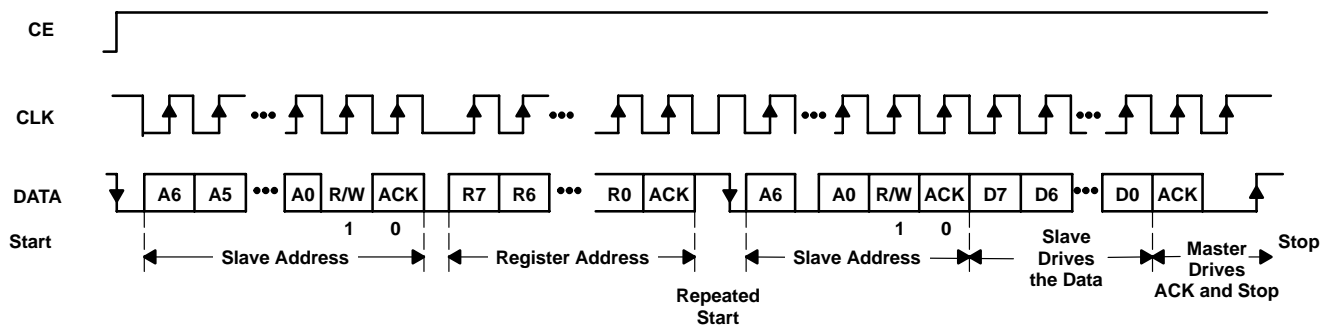 CE
CLK
DATA
A6 A5 ••• A0 R/W ACK R7 R6 ••• R0 ACK A6 A0 R/W ACK D7 D6 ••• D0 ACK
1 0 1 0
Start
Slave Address
Register Address
Repeated
Start
Slave Address
Slave
Drives
the Data
Master
Drives
ACK and Stop
Stop